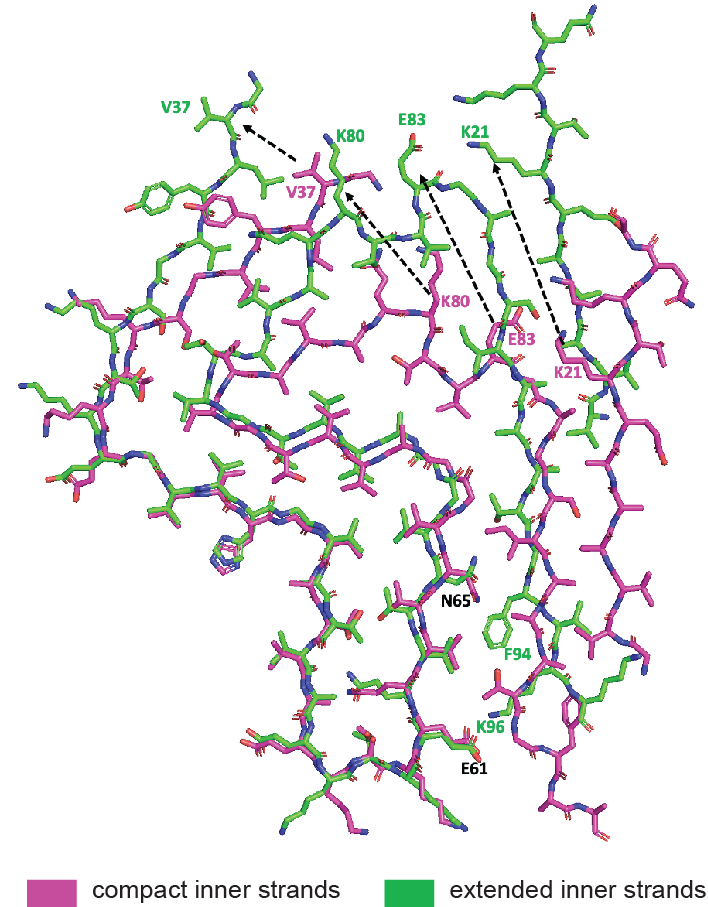 V37
K80
E83
K21
V37
K80
E83
K21
N65
F94
K96
E61
compact inner strands
extended inner strands